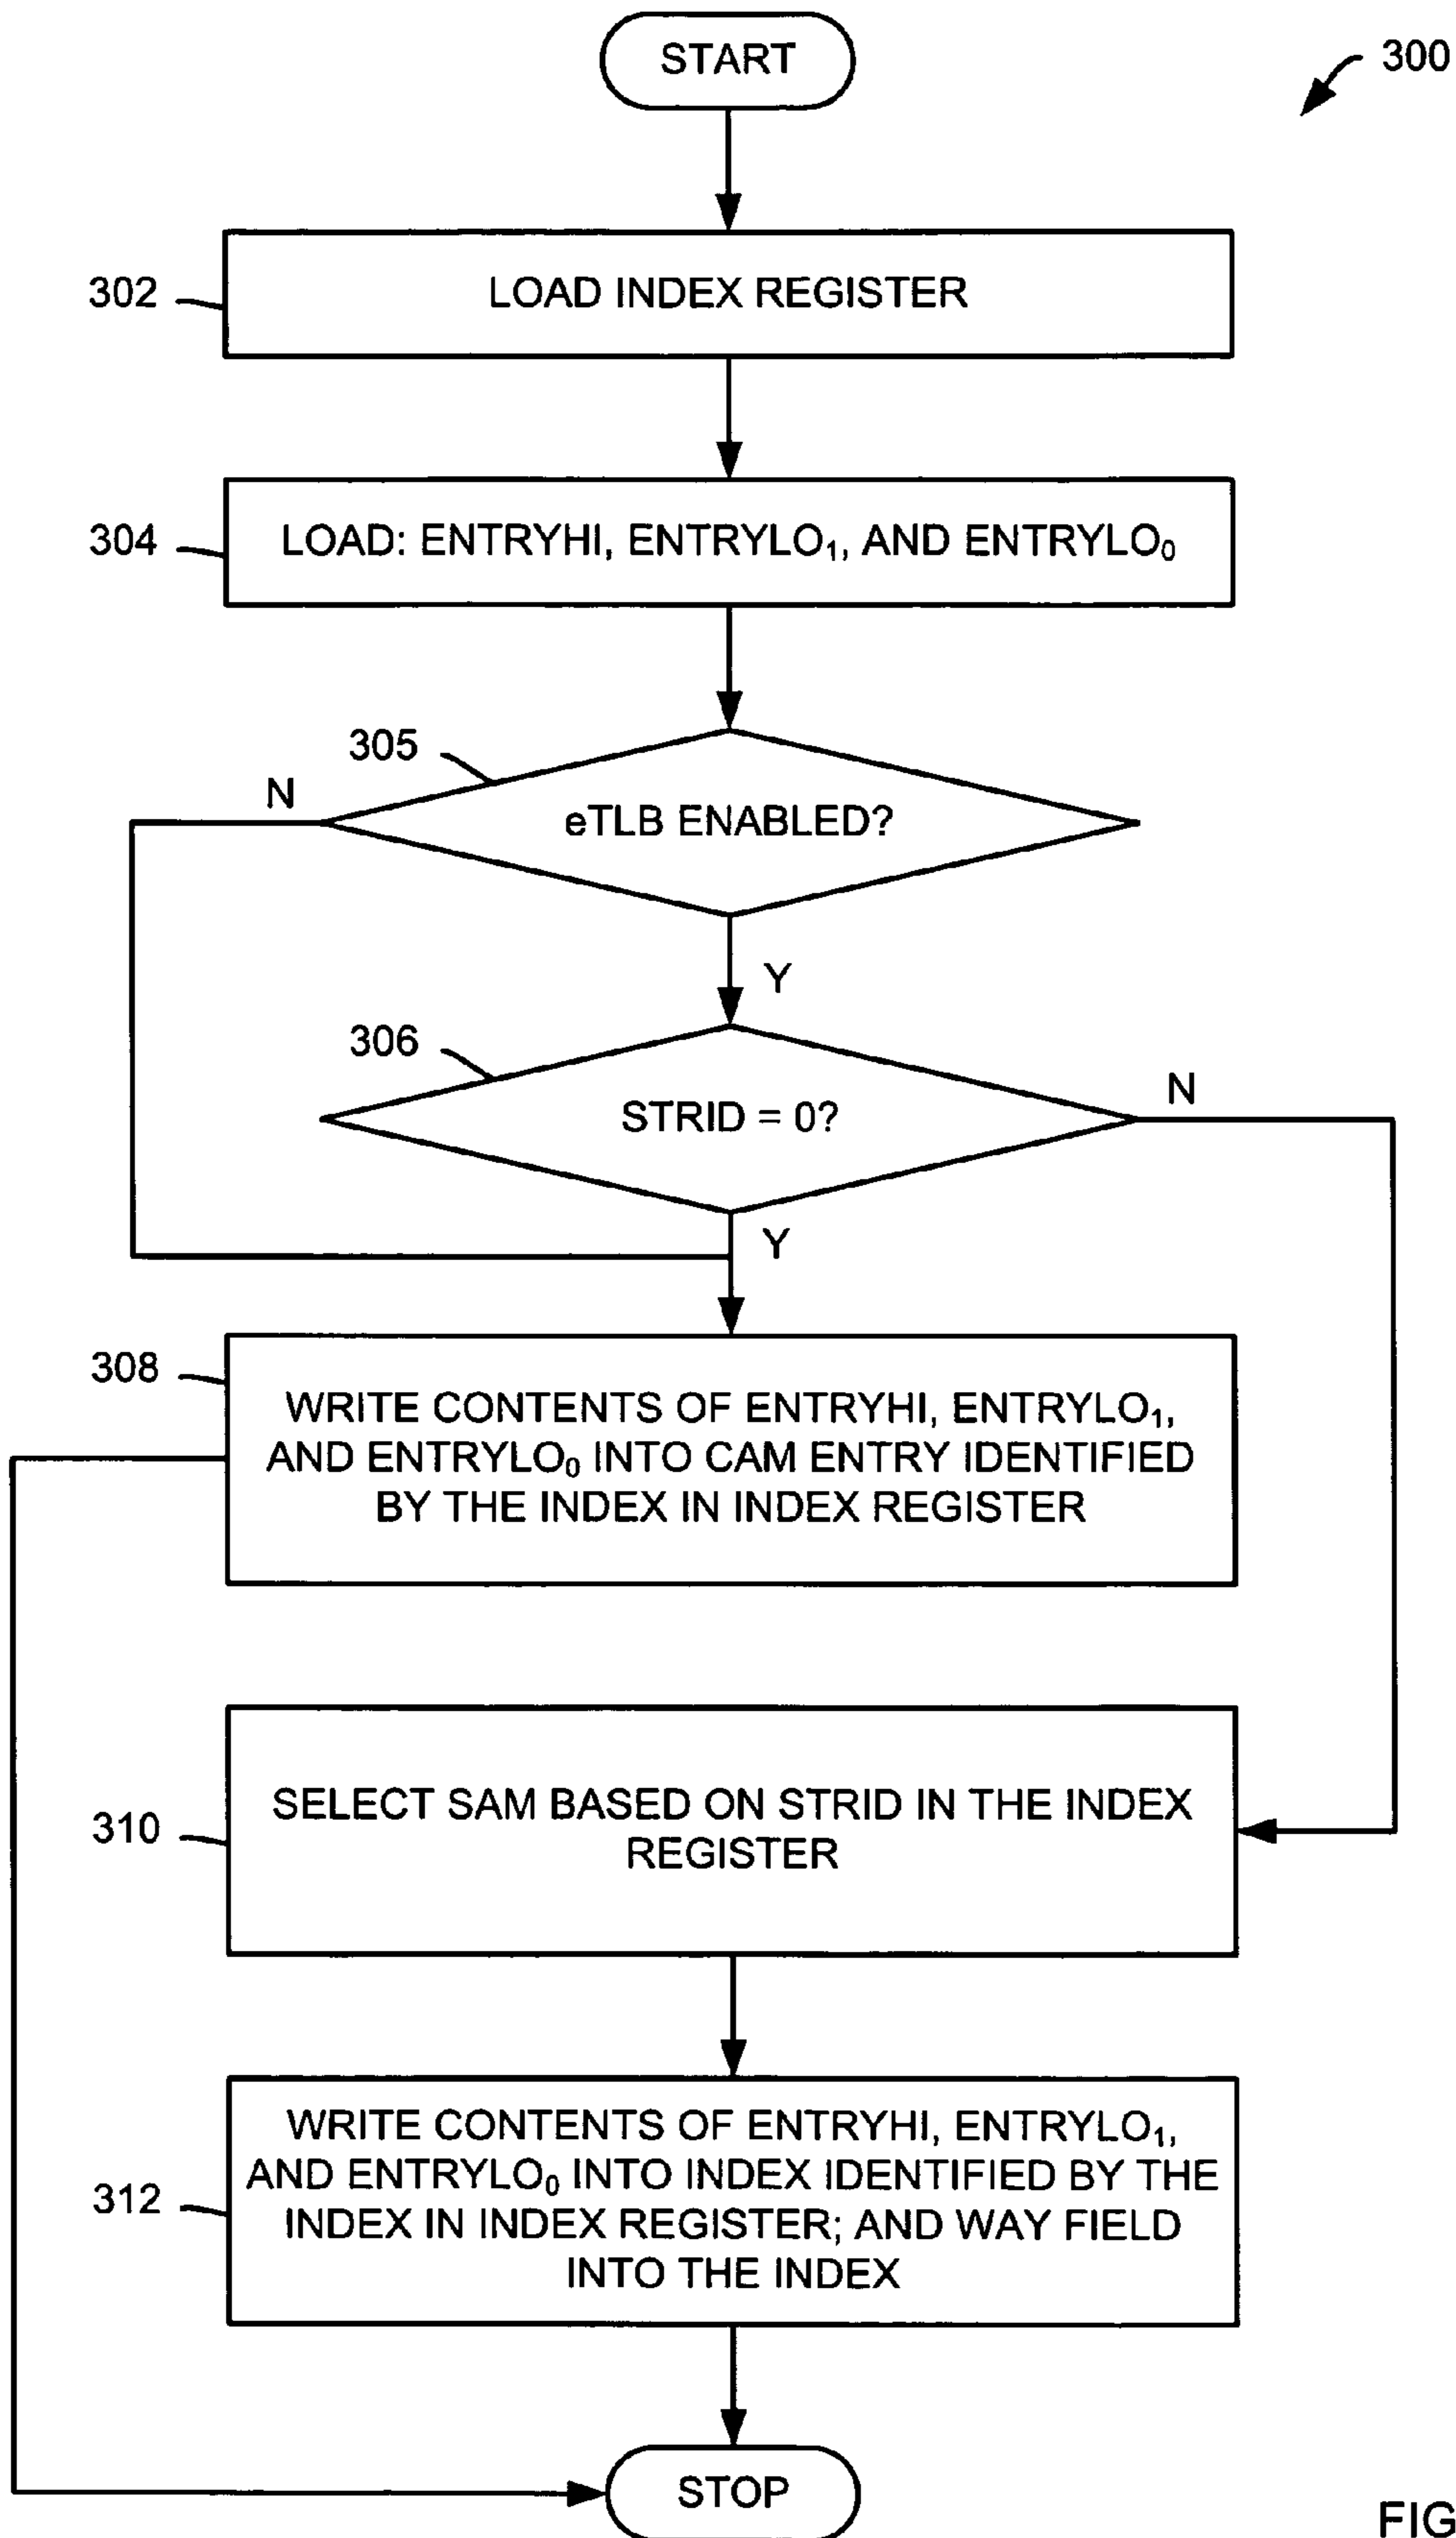 START
300
302
LOAD INDEX REGISTER
304
LOAD: ENTRYHI, ENTRYLO₁, AND ENTRYLO₀
305
N
eTLB ENABLED?
Y
306
N
STRID = 0?
Y
308
WRITE CONTENTS OF ENTRYHI, ENTRYLO₁,
AND ENTRYLO₀ INTO CAM ENTRY IDENTIFIED
BY THE INDEX IN INDEX REGISTER
310
SELECT SAM BASED ON STRID IN THE INDEX
REGISTER
312
WRITE CONTENTS OF ENTRYHI, ENTRYLO₁,
AND ENTRYLO₀ INTO INDEX IDENTIFIED BY THE
INDEX IN INDEX REGISTER; AND WAY FIELD
INTO THE INDEX
STOP
FIG